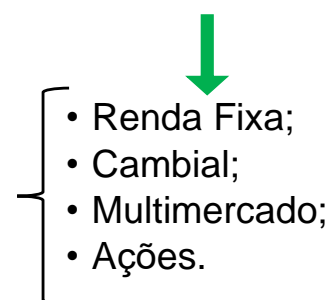 • Renda Fixa;
• Cambial;
• Multimercado;
• Ações.